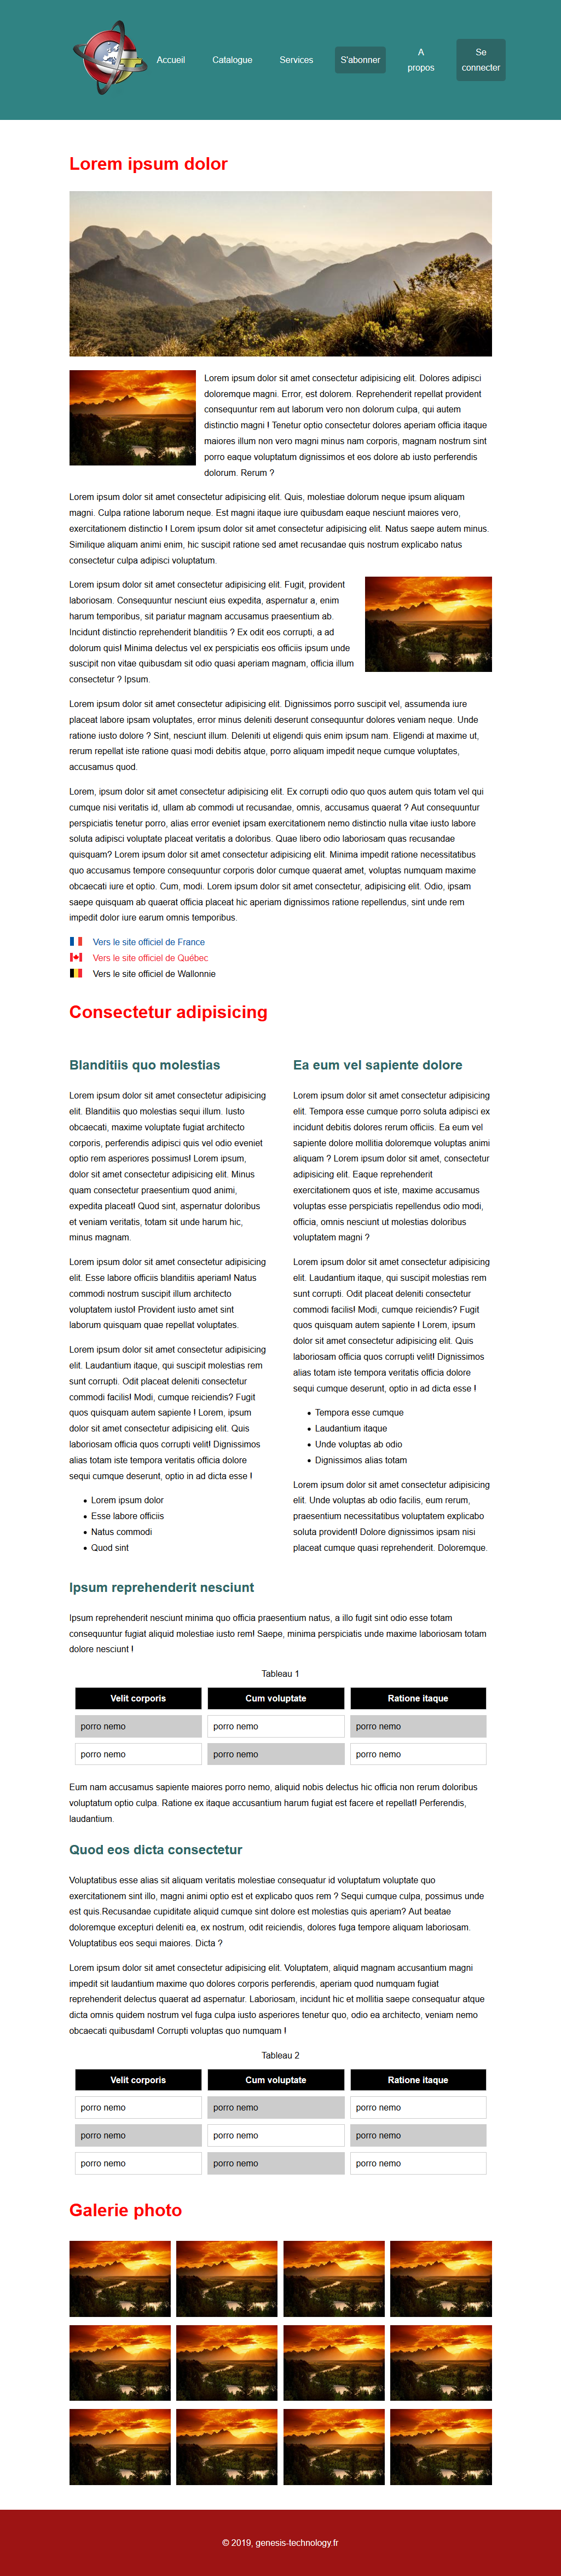 Accueil Catalogue Services S'abonner A propos Se connecter
Lorem ipsum dolor
Lorem ipsum dolor sit amet consectetur adipisicing elit. Dolores adipisci
doloremque magni. Error, est dolorem. Reprehenderit repellat provident
consequuntur rem aut laborum vero non dolorum culpa, qui autem
distinctio magni ! Tenetur optio consectetur dolores aperiam officia itaque
maiores illum non vero magni minus nam corporis, magnam nostrum sint
porro eaque voluptatum dignissimos et eos dolore ab iusto perferendis
dolorum. Rerum ?
Lorem ipsum dolor sit amet consectetur adipisicing elit. Quis, molestiae dolorum neque ipsum aliquam
magni. Culpa ratione laborum neque. Est magni itaque iure quibusdam eaque nesciunt maiores vero,
exercitationem distinctio ! Lorem ipsum dolor sit amet consectetur adipisicing elit. Natus saepe autem minus.
Similique aliquam animi enim, hic suscipit ratione sed amet recusandae quis nostrum explicabo natus
consectetur culpa adipisci voluptatum.
Lorem ipsum dolor sit amet consectetur adipisicing elit. Fugit, provident
laboriosam. Consequuntur nesciunt eius expedita, aspernatur a, enim
harum temporibus, sit pariatur magnam accusamus praesentium ab.
Incidunt distinctio reprehenderit blanditiis ? Ex odit eos corrupti, a ad
dolorum quis! Minima delectus vel ex perspiciatis eos officiis ipsum unde
suscipit non vitae quibusdam sit odio quasi aperiam magnam, officia illum
consectetur ? Ipsum.
Lorem ipsum dolor sit amet consectetur adipisicing elit. Dignissimos porro suscipit vel, assumenda iure
placeat labore ipsam voluptates, error minus deleniti deserunt consequuntur dolores veniam neque. Unde
ratione iusto dolore ? Sint, nesciunt illum. Deleniti ut eligendi quis enim ipsum nam. Eligendi at maxime ut,
rerum repellat iste ratione quasi modi debitis atque, porro aliquam impedit neque cumque voluptates,
accusamus quod.
Lorem, ipsum dolor sit amet consectetur adipisicing elit. Ex corrupti odio quo quos autem quis totam vel qui
cumque nisi veritatis id, ullam ab commodi ut recusandae, omnis, accusamus quaerat ? Aut consequuntur
perspiciatis tenetur porro, alias error eveniet ipsam exercitationem nemo distinctio nulla vitae iusto labore
soluta adipisci voluptate placeat veritatis a doloribus. Quae libero odio laboriosam quas recusandae
quisquam? Lorem ipsum dolor sit amet consectetur adipisicing elit. Minima impedit ratione necessitatibus
quo accusamus tempore consequuntur corporis dolor cumque quaerat amet, voluptas numquam maxime
obcaecati iure et optio. Cum, modi. Lorem ipsum dolor sit amet consectetur, adipisicing elit. Odio, ipsam
saepe quisquam ab quaerat officia placeat hic aperiam dignissimos ratione repellendus, sint unde rem
impedit dolor iure earum omnis temporibus.
Vers le site officiel de France
Vers le site officiel de Québec
Vers le site officiel de Wallonnie
Consectetur adipisicing
Blanditiis quo molestias
Lorem ipsum dolor sit amet consectetur adipisicing
elit. Blanditiis quo molestias sequi illum. Iusto
obcaecati, maxime voluptate fugiat architecto
corporis, perferendis adipisci quis vel odio eveniet
optio rem asperiores possimus! Lorem ipsum,
dolor sit amet consectetur adipisicing elit. Minus
quam consectetur praesentium quod animi,
expedita placeat! Quod sint, aspernatur doloribus
et veniam veritatis, totam sit unde harum hic,
minus magnam.
Lorem ipsum dolor sit amet consectetur adipisicing
elit. Esse labore officiis blanditiis aperiam! Natus
commodi nostrum suscipit illum architecto
voluptatem iusto! Provident iusto amet sint
laborum quisquam quae repellat voluptates.
Lorem ipsum dolor sit amet consectetur adipisicing
elit. Laudantium itaque, qui suscipit molestias rem
sunt corrupti. Odit placeat deleniti consectetur
commodi facilis! Modi, cumque reiciendis? Fugit
quos quisquam autem sapiente ! Lorem, ipsum
dolor sit amet consectetur adipisicing elit. Quis
laboriosam officia quos corrupti velit! Dignissimos
alias totam iste tempora veritatis officia dolore
sequi cumque deserunt, optio in ad dicta esse !
• Lorem ipsum dolor
• Esse labore officiis
• Natus commodi
• Quod sint
Ea eum vel sapiente dolore
Lorem ipsum dolor sit amet consectetur adipisicing
elit. Tempora esse cumque porro soluta adipisci ex
incidunt debitis dolores rerum officiis. Ea eum vel
sapiente dolore mollitia doloremque voluptas animi
aliquam ? Lorem ipsum dolor sit amet, consectetur
adipisicing elit. Eaque reprehenderit
exercitationem quos et iste, maxime accusamus
voluptas esse perspiciatis repellendus odio modi,
officia, omnis nesciunt ut molestias doloribus
voluptatem magni ?
Lorem ipsum dolor sit amet consectetur adipisicing
elit. Laudantium itaque, qui suscipit molestias rem
sunt corrupti. Odit placeat deleniti consectetur
commodi facilis! Modi, cumque reiciendis? Fugit
quos quisquam autem sapiente ! Lorem, ipsum
dolor sit amet consectetur adipisicing elit. Quis
laboriosam officia quos corrupti velit! Dignissimos
alias totam iste tempora veritatis officia dolore
sequi cumque deserunt, optio in ad dicta esse !
• Tempora esse cumque
• Laudantium itaque
• Unde voluptas ab odio
• Dignissimos alias totam
Lorem ipsum dolor sit amet consectetur adipisicing
elit. Unde voluptas ab odio facilis, eum rerum,
praesentium necessitatibus voluptatem explicabo
soluta provident! Dolore dignissimos ipsam nisi
placeat cumque quasi reprehenderit. Doloremque.
Ipsum reprehenderit nesciunt
Ipsum reprehenderit nesciunt minima quo officia praesentium natus, a illo fugit sint odio esse totam
consequuntur fugiat aliquid molestiae iusto rem! Saepe, minima perspiciatis unde maxime laboriosam totam
dolore nesciunt !
Tableau 1
Velit corporis Cum voluptate Ratione itaque
porro nemo porro nemo porro nemo
porro nemo porro nemo porro nemo
Eum nam accusamus sapiente maiores porro nemo, aliquid nobis delectus hic officia non rerum doloribus
voluptatum optio culpa. Ratione ex itaque accusantium harum fugiat est facere et repellat! Perferendis,
laudantium.
Quod eos dicta consectetur
Voluptatibus esse alias sit aliquam veritatis molestiae consequatur id voluptatum voluptate quo
exercitationem sint illo, magni animi optio est et explicabo quos rem ? Sequi cumque culpa, possimus unde
est quis.Recusandae cupiditate aliquid cumque sint dolore est molestias quis aperiam? Aut beatae
doloremque excepturi deleniti ea, ex nostrum, odit reiciendis, dolores fuga tempore aliquam laboriosam.
Voluptatibus eos sequi maiores. Dicta ?
Lorem ipsum dolor sit amet consectetur adipisicing elit. Voluptatem, aliquid magnam accusantium magni
impedit sit laudantium maxime quo dolores corporis perferendis, aperiam quod numquam fugiat
reprehenderit delectus quaerat ad aspernatur. Laboriosam, incidunt hic et mollitia saepe consequatur atque
dicta omnis quidem nostrum vel fuga culpa iusto asperiores tenetur quo, odio ea architecto, veniam nemo
obcaecati quibusdam! Corrupti voluptas quo numquam !
Tableau 2
Velit corporis Cum voluptate Ratione itaque
porro nemo porro nemo porro nemo
porro nemo porro nemo porro nemo
porro nemo porro nemo porro nemo
Galerie photo
© 2019, genesis-technology.fr